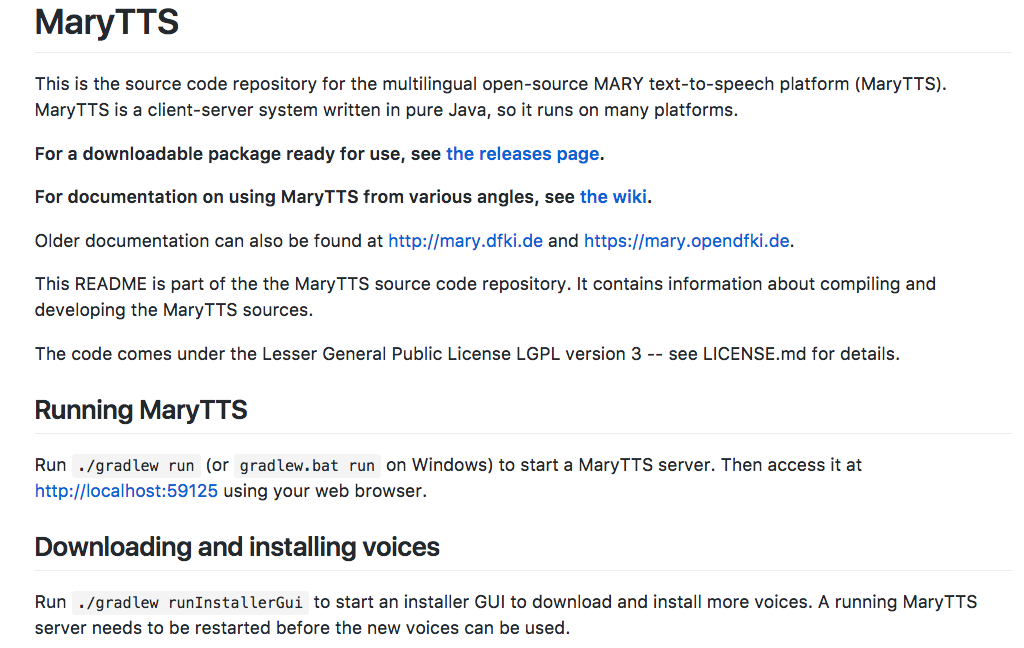 MaryTTS
This is the source code repository for the multilingual open-source MARY text-to-speech platform (MaryTTS).
MaryTTS is a client-server system written in pure Java, so it runs on many platforms.
For a downloadable package ready for use, see the releases page.
For documentation on using MaryTTS from various angles, see the wiki.
Older documentation can also be found at http://mary.dfki.de and https://mary.opendfki.de.
This README is part of the the MaryTTS source code repository. It contains information about compiling and
developing the MaryTTS sources.
The code comes under the Lesser General Public License LGPL version 3 -- see LICENSE.md for details.
Running MaryTTS
Run ./gradlew run (or gradlew.bat run on Windows) to start a MaryTTS server. Then access it at
http://localhost:59125 using your web browser.
Downloading and installing voices
Run ./gradlew runInstallerGui to start an installer GUI to download and install more voices. A running MaryTTS
server needs to be restarted before the new voices can be used.